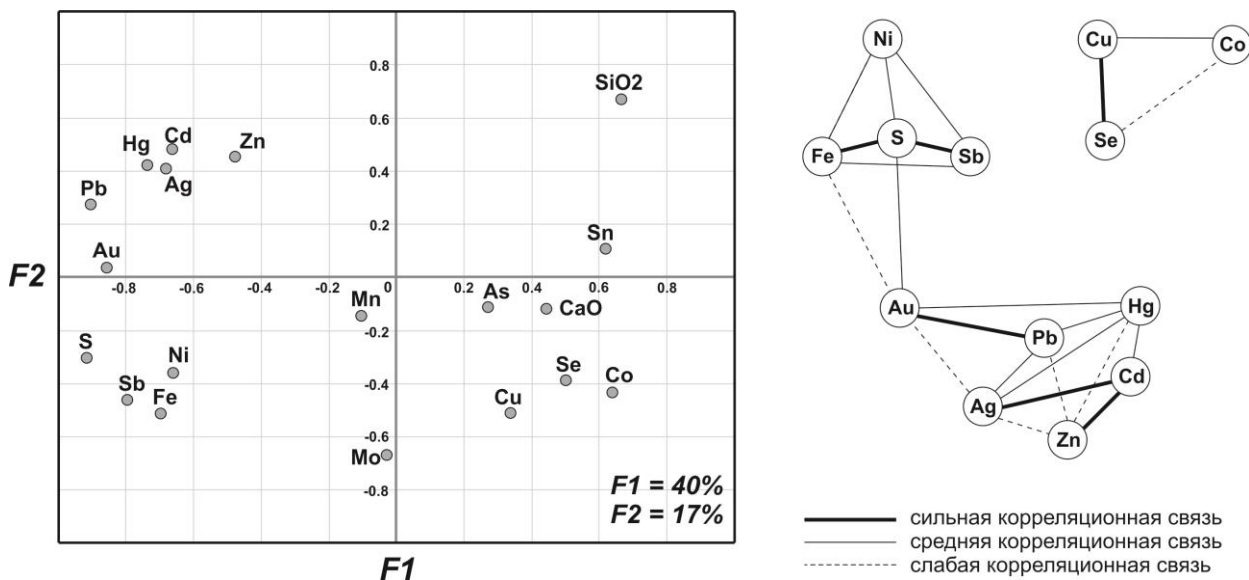 0.8
SiO2
0.6
Hg
Cd
Zn
0.4
Ag
Pb
0.2
Au
Sn
F2
-0.8
-0.6
-0.4
-0.2
0
0.2
0.4
0.6
0.8
Mn
As
CaO
-0.2
S
Ni
Se
Co
-0.4
Sb
Fe
Cu
-0.6
Mo
-0.8
F1 = 40%
F2 = 17%
F1
Ni
S
Fe
Sb
Cu
Co
Se
Au
Hg
Pb
Cd
Ag
Zn
сильная корреляционная связь
средняя корреляционная связь
слабая корреляционная связь